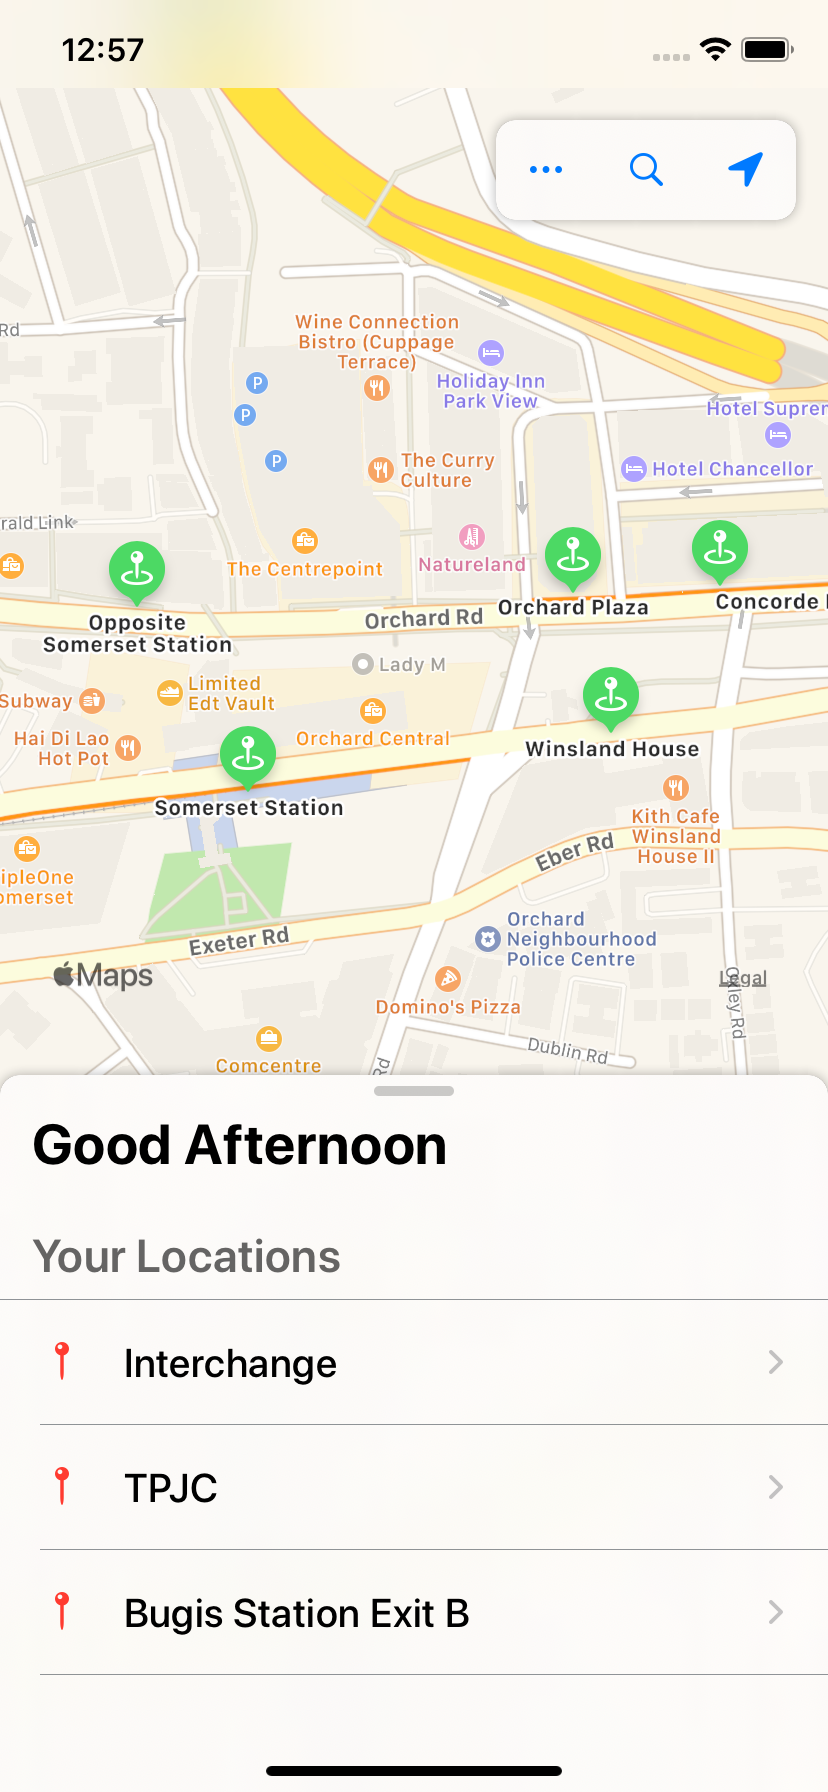 12:57
Wine Connection
Bistro (Cuppage
Terrace)
Holiday Inn
Park View
P
P
P
Hotel Suprem
Hotel Chancellor
The Curry
Culture
Rd
rald Link
The Centrepoint
Natureland
Opposite
Somerset Station
Orchard Rd
Orchard Plaza
Concorde
Lady M
Subway
Limited
Edt Vault
Hai Di Lao
Hot Pot
Orchard Central
Winsland House
Somerset Station
Kith Cafe
Winsland
House II
Eber Rd
ipleOne
omerset
Exeter Rd
Orchard
Neighbourhood
Police Centre
Maps
Legal
Oxley Rd
Domino's Pizza
Dublin Rd
Comcentre
Rd
Good Afternoon
Your Locations
Interchange
TPJC
Bugis Station Exit B